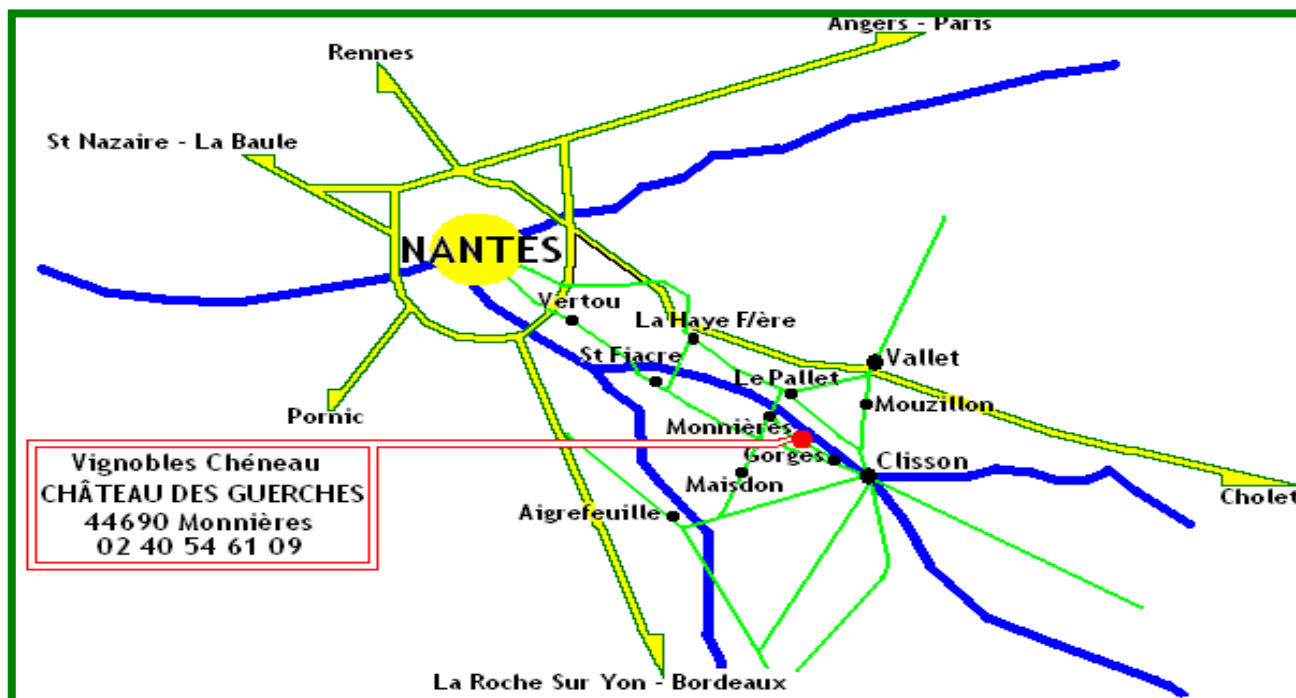 Angers - Paris
Rennes
St Nazaire - La Baule
NANTES
Vertou
La Haye F/ère
St Fiacre
Vallet
Le Pallet
Mouzillon
Pornic
Monnières
Gorges
Clisson
Maisdon
Cholet
Aigrefeuille
Vignobles Chéneau
CHÂTEAU DES GUERCHES
44690 Monnières
02 40 54 61 09
La Roche Sur Yon - Bordeaux